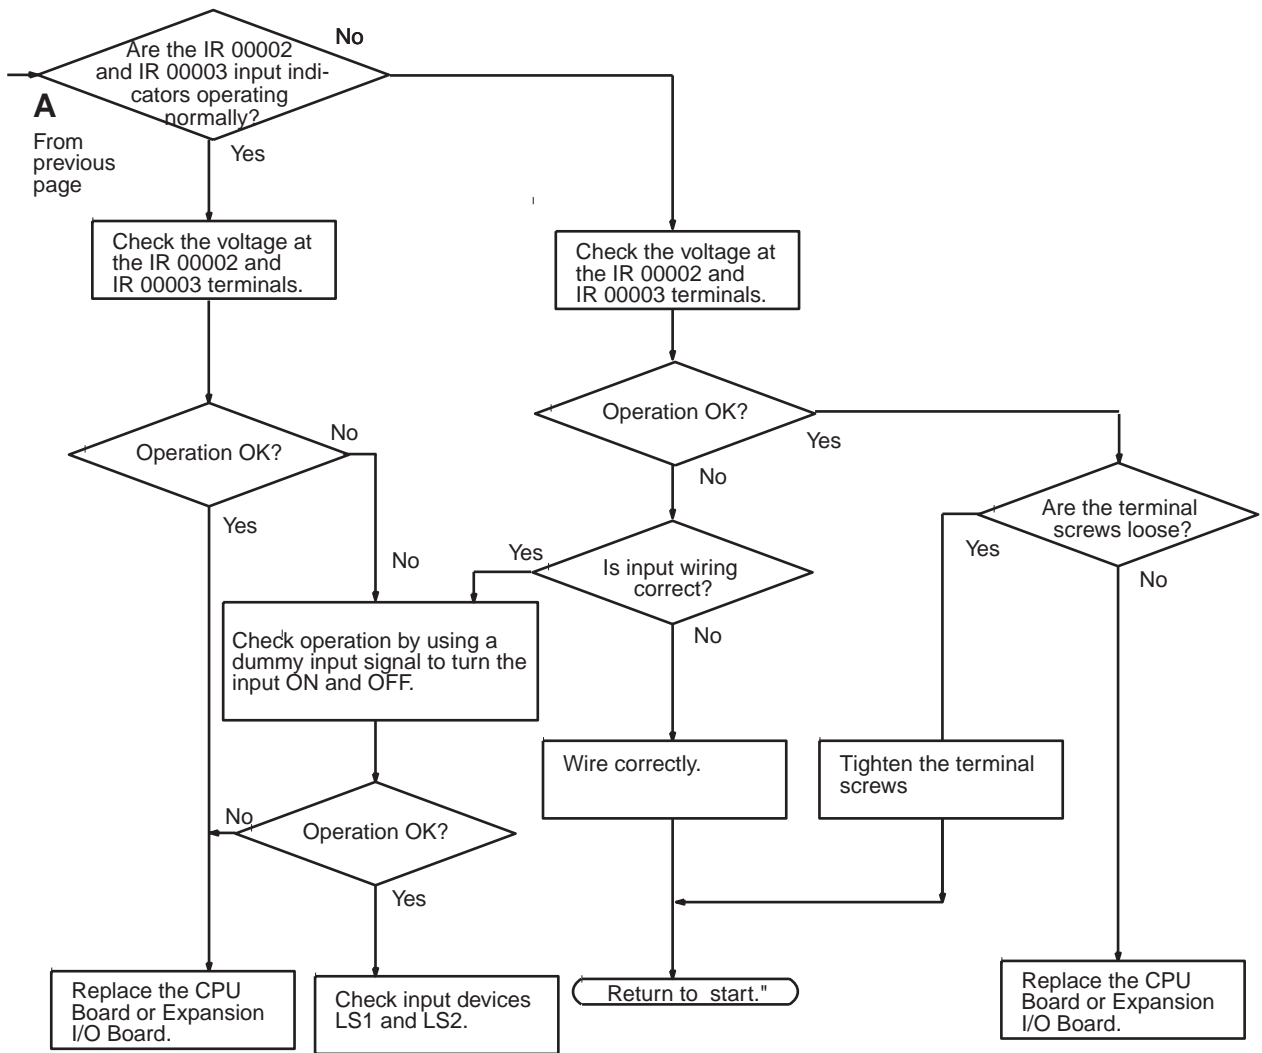 No
Are the IR 00002
and IR 00003 input indi-
cators operating
normally?
A
From
previous
page
Yes
Check the voltage at
the IR 00002 and
IR 00003 terminals.
Check the voltage at
the IR 00002 and
IR 00003 terminals.
Operation OK?
No
Yes
Operation OK?
Yes
No
Are the terminal
screws loose?
Yes
No
No
Yes
Is input wiring
correct?
No
Check operation by using a
dummy input signal to turn the
input ON and OFF.
Wire correctly.
Tighten the terminal
screws
No
Operation OK?
Yes
Replace the CPU
Board or Expansion
I/O Board.
Check input devices
LS1 and LS2.
Return to start."
Replace the CPU
Board or Expansion
I/O Board.